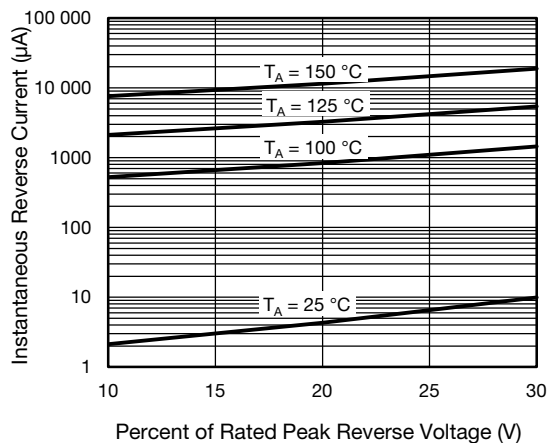 Instantaneous Reverse Current (μA)
100 000
10 000
1000
100
10
1
T_A = 150 °C
T_A = 125 °C
T_A = 100 °C
T_A = 25 °C
10 15 20 25 30
Percent of Rated Peak Reverse Voltage (V)